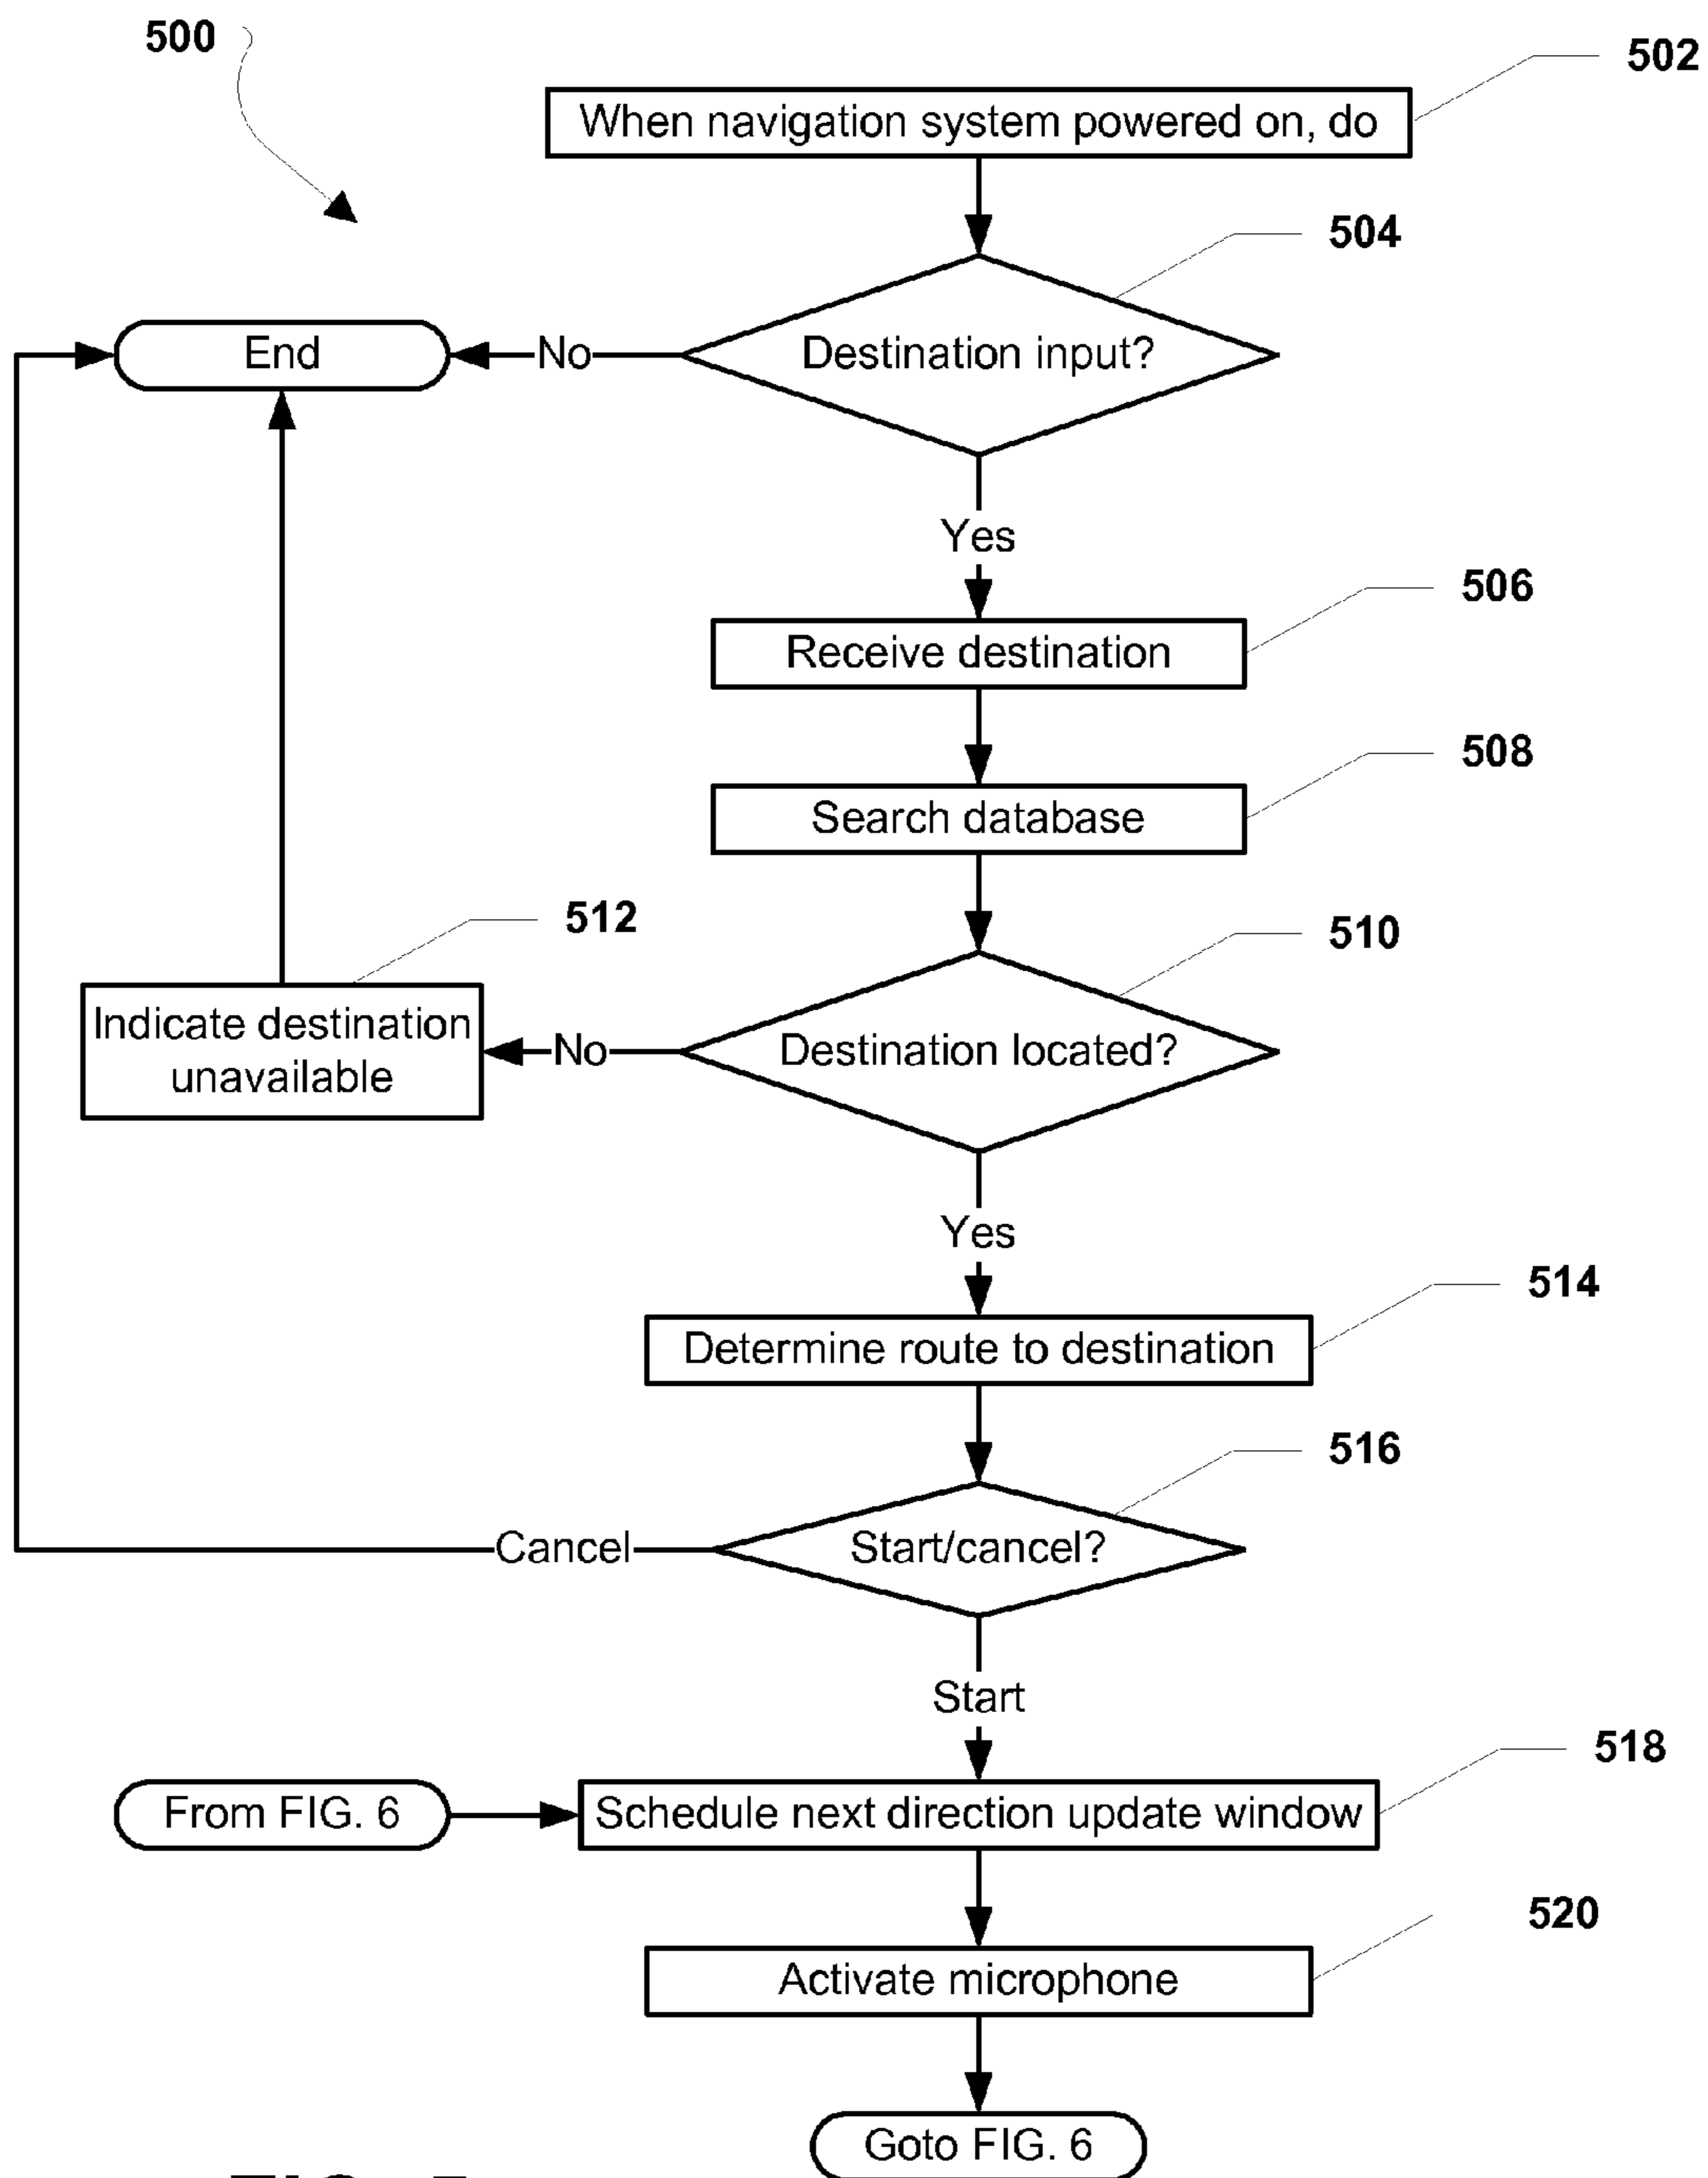 500
502
When navigation system powered on, do
504
End
No
Destination input?
Yes
506
Receive destination
508
Search database
512
510
Indicate destination
unavailable
No
Destination located?
Yes
514
Determine route to destination
516
Cancel
Start/cancel?
Start
518
From FIG. 6
Schedule next direction update window
520
Activate microphone
Goto FIG. 6